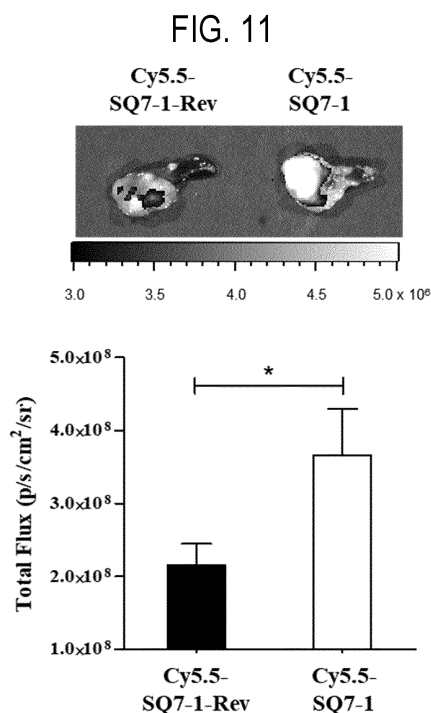 FIG. 11
Cy5.5-
SQ7-1-Rev
Cy5.5-
SQ7-1
3.0 3.5 4.0 4.5 5.0 x 10⁶
5.0x10⁸
4.0x10⁸
3.0x10⁸
2.0x10⁸
1.0x10⁸
Total Flux (p/s/cm²/sr)
*
Cy5.5-
SQ7-1-Rev
Cy5.5-
SQ7-1